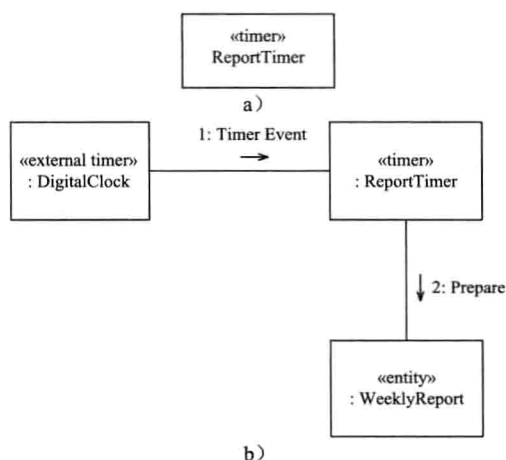 «timer»
ReportTimer
a）
1: Timer Event
«external timer»
: DigitalClock
«timer»
: ReportTimer
2: Prepare
«entity»
: WeeklyReport
b）